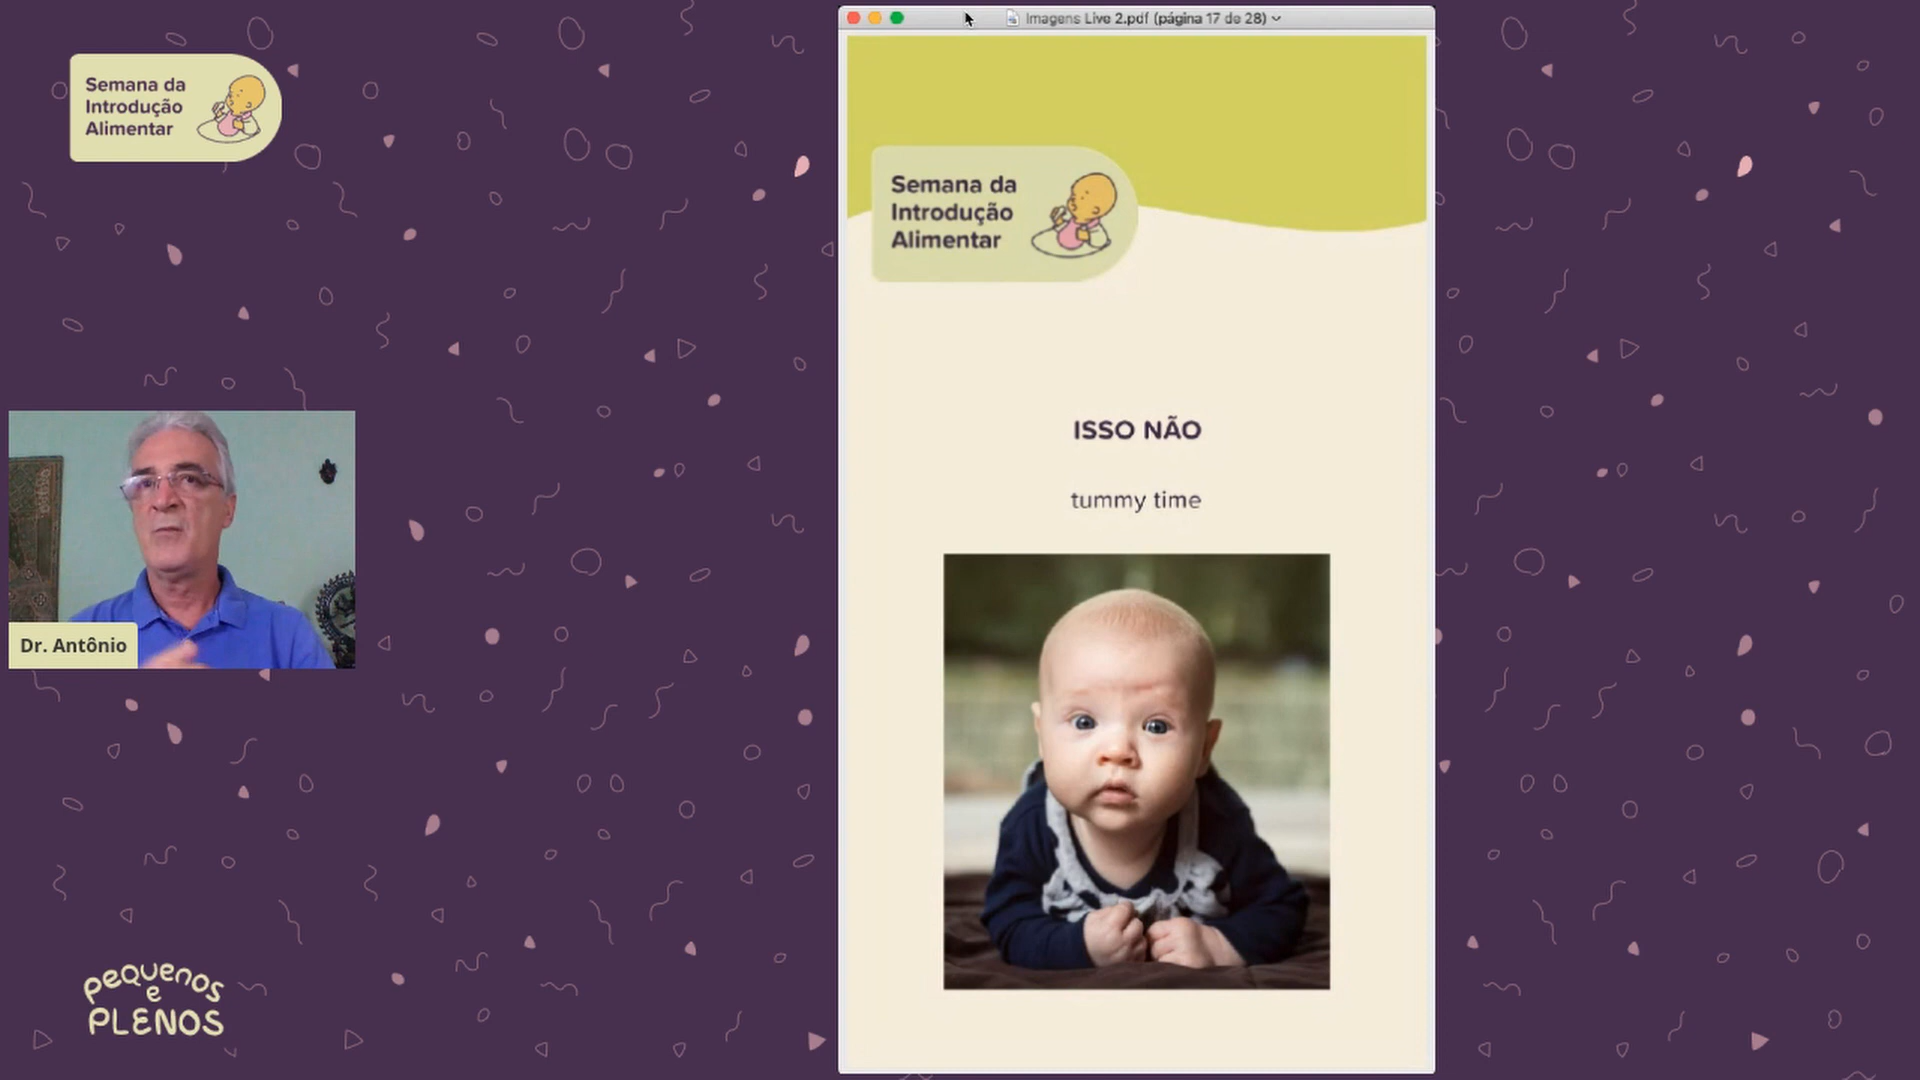 Semana da
Introdução
Alimentar
Imagens Live 2.pdf (página 17 de 28)
Semana da
Introdução
Alimentar
ISSO NÃO
tummy time
Dr. Antônio
pequenos
e
PLENOS